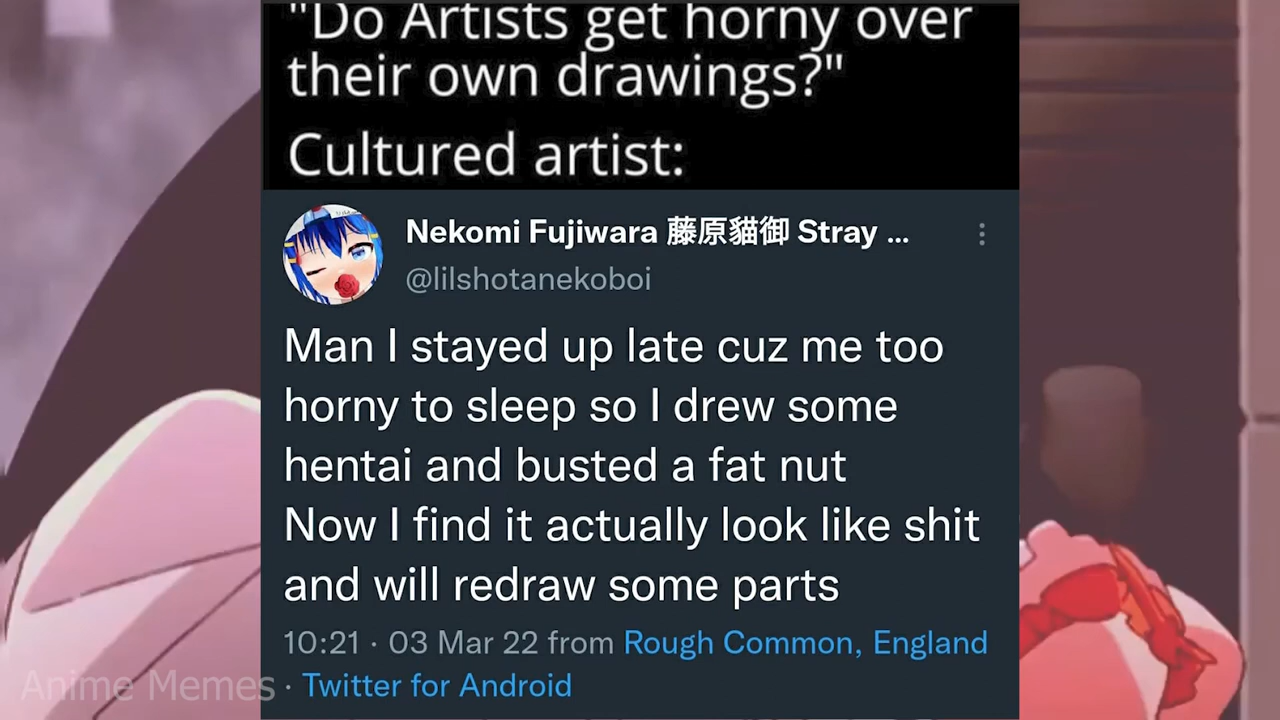 "Do Artists get horny over
their own drawings?"
Cultured artist:
Nekomi Fujiwara 藤原貓御 Stray ...
@lilshotanekoboi
Man I stayed up late cuz me too
horny to sleep so I drew some
hentai and busted a fat nut
Now I find it actually look like shit
and will redraw some parts
10:21 · 03 Mar 22 from Rough Common, England
· Twitter for Android
Anime Memes